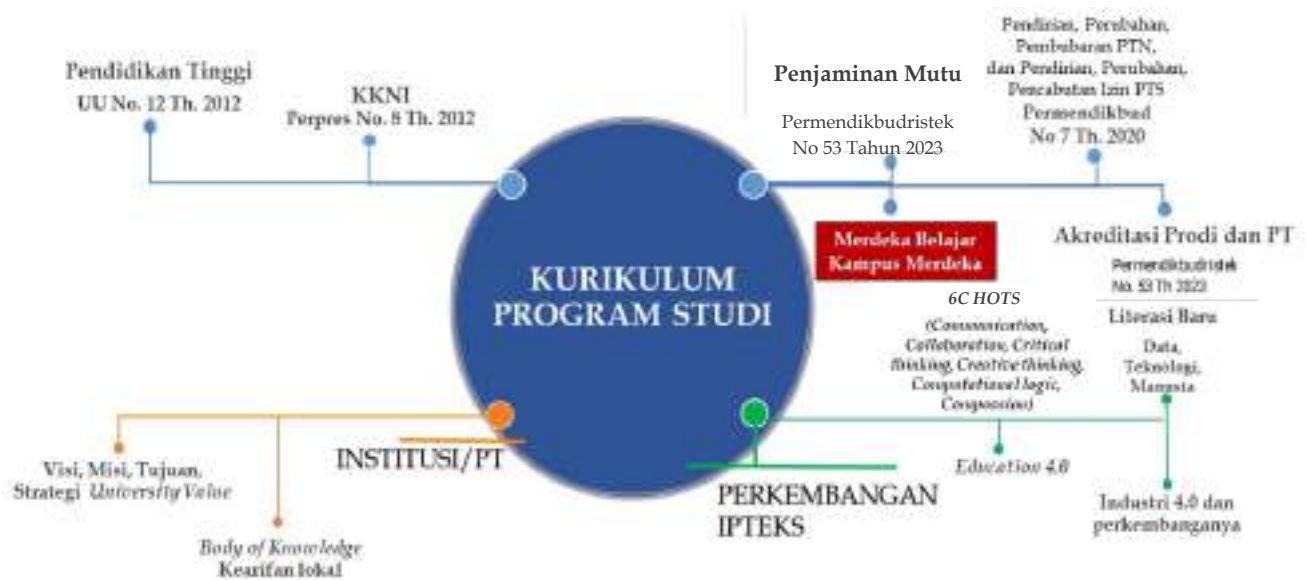 Pendidikan Tinggi
UU No. 12 Th. 2012
KKNI
Perpres No. 8 Th. 2012
Penjaminan Mutu
Permendikbudristek
No 53 Tahun 2023
Pendirian, Perubahan,
Pembubaran PTN,
dan Pendirian, Perubahan,
Pencabutan Izin PTS
Permendikbud
No 7 Th. 2020
Merdeka Belajar
Kampus Merdeka
Akreditasi Prodi dan PT
Permendikbudristek
No. 53 Th 2023
KURIKULUM
PROGRAM STUDI
6C HOTS
(Communication,
Collaboration, Critical
thinking, Creative thinking,
Computational logic,
Compassion)
Literasi Baru
Data,
Teknologi,
Manusia
INSTITUSI/PT
Visi, Misi, Tujuan,
Strategi University Value
Body of Knowledge
Kearifan lokal
PERKEMBANGAN
IPTEKS
Education 4.0
Industri 4.0 dan
perkembanganya